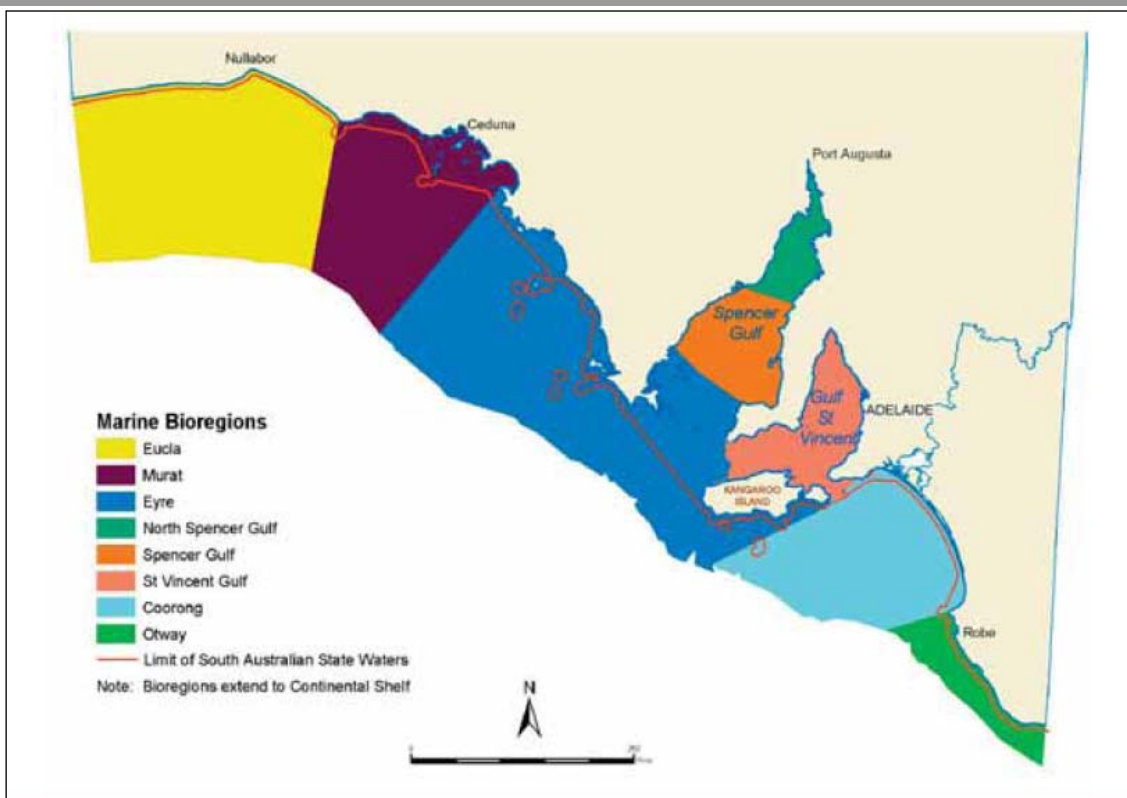 Nullabor
Ceduna
Port Augusta
Spencer
Gulf
Gulf
St
Vincent
ADELAIDE
KANGAROO
ISLAND
Robe
Marine Bioregions
Eucla
Murat
Eyre
North Spencer Gulf
Spencer Gulf
St Vincent Gulf
Coorong
Otway
Limit of South Australian State Waters
Note: Bioregions extend to Continental Shelf
N
0